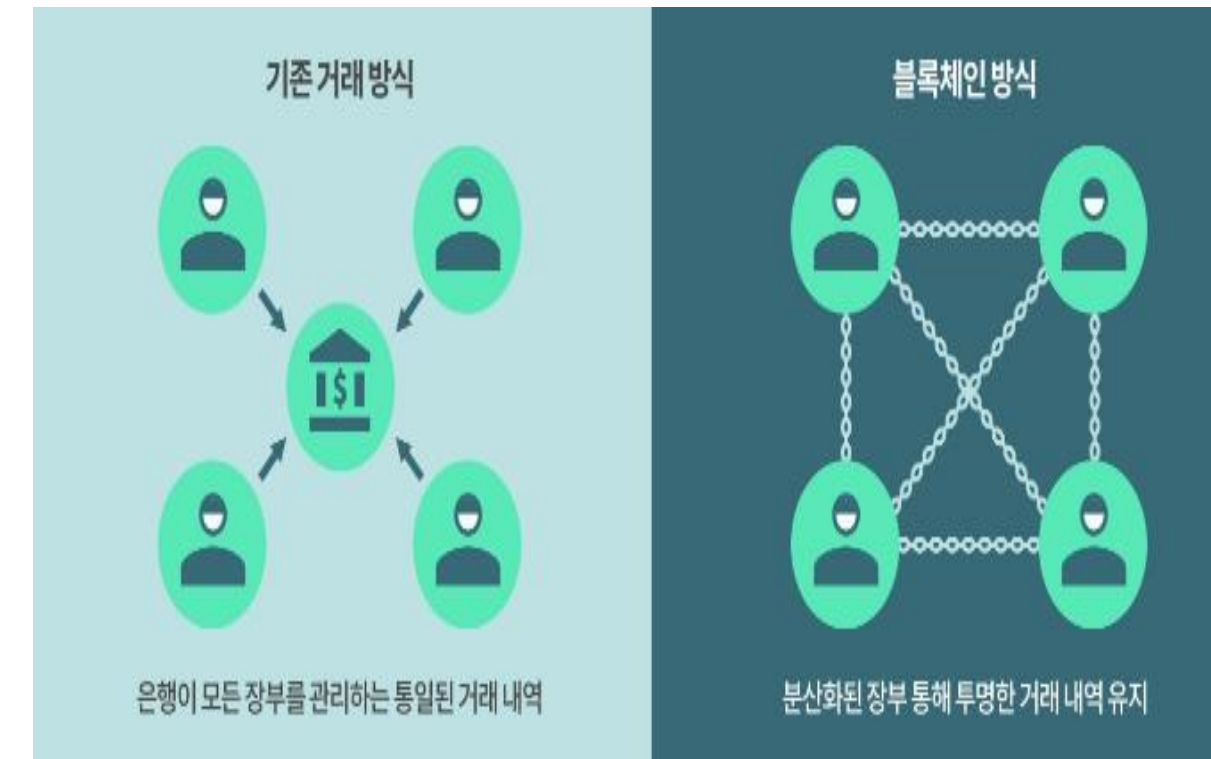 기존 거래 방식
블록체인 방식
$
은행이 모든 장부를 관리하는 통일된 거래 내역
분산화된 장부 통해 투명한 거래 내역 유지